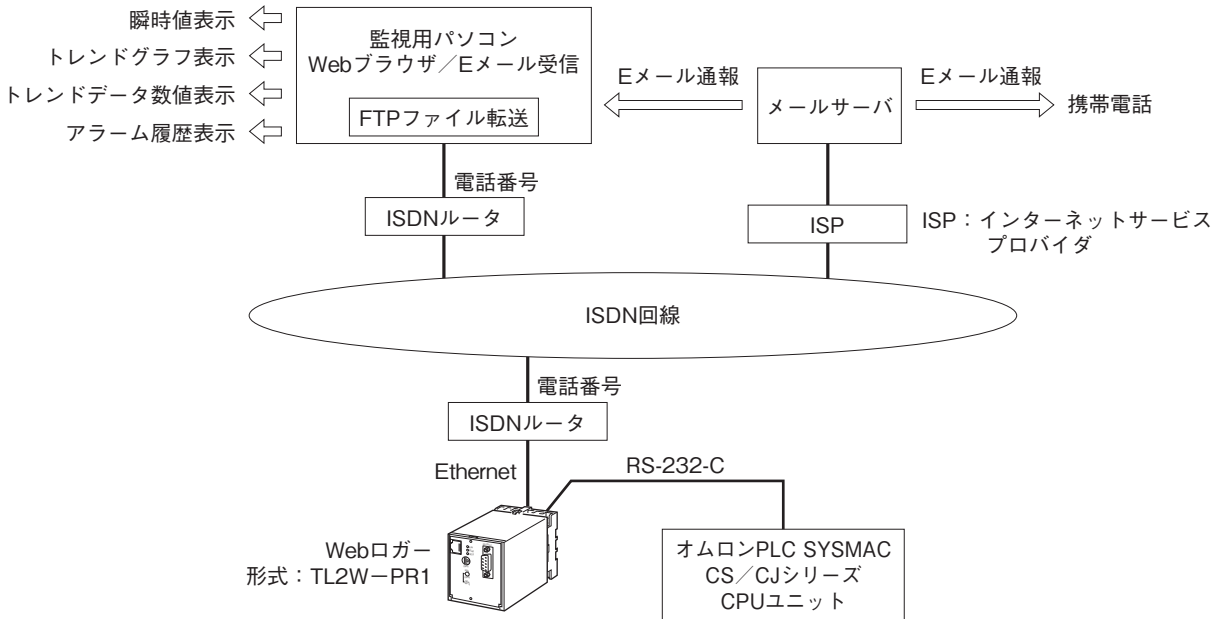 瞬時値表示
トレンドグラフ表示
トレンドデータ数値表示
アラーム履歴表示
監視用パソコン
Webブラウザ／Eメール受信
FTPファイル転送
Eメール通報
メールサーバ
Eメール通報
携帯電話
電話番号
ISDNルータ
ISP
ISP：インターネットサービス
プロバイダ
ISDN回線
電話番号
ISDNルータ
Ethernet
RS-232-C
Webロガー
形式：TL2W－PR1
オムロンPLC SYSMAC
CS／CJシリーズ
CPUユニット